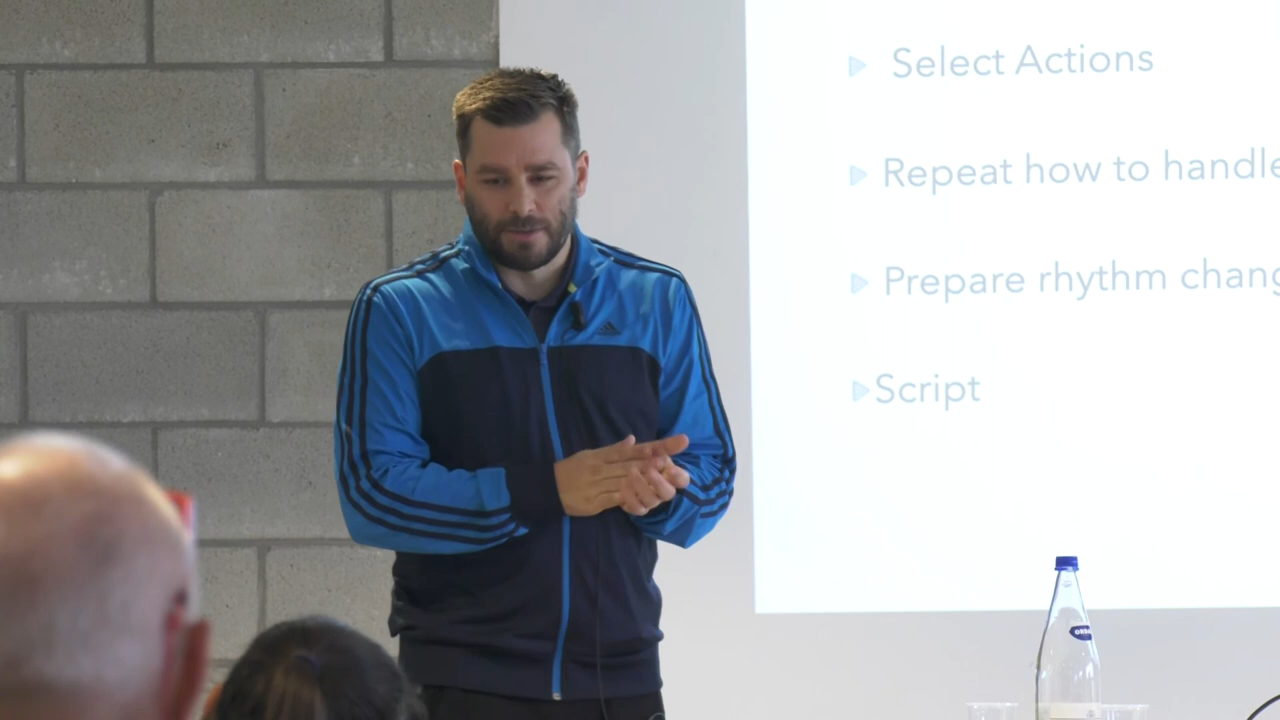 Select Actions
Repeat how to handle
Prepare rhythm chang
Script